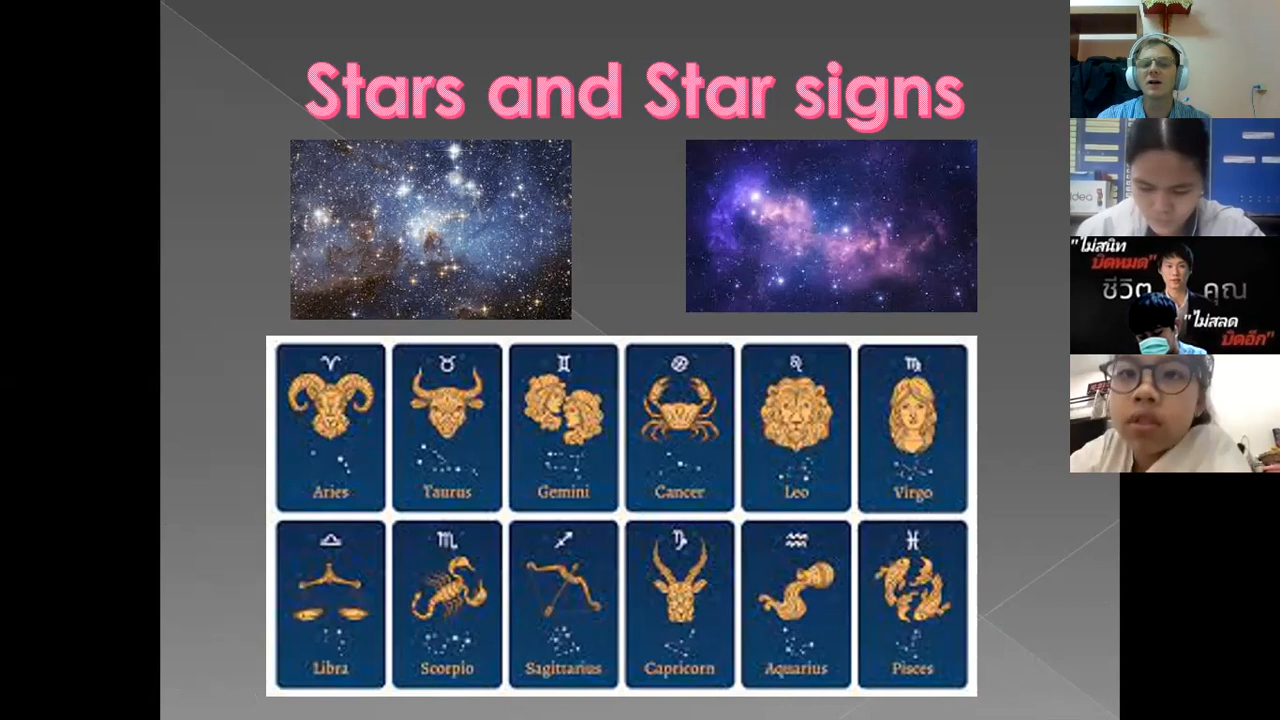 Stars and Star signs
Aries
Taurus
Gemini
Cancer
Leo
Virgo
Libra
Scorpio
Sagittarius
Capricorn
Aquarius
Pisces
idea
"ไม่สนิท
ปิดหมด"
ชีวิต คุณ
"ไม่สลด
ปิดอีก"